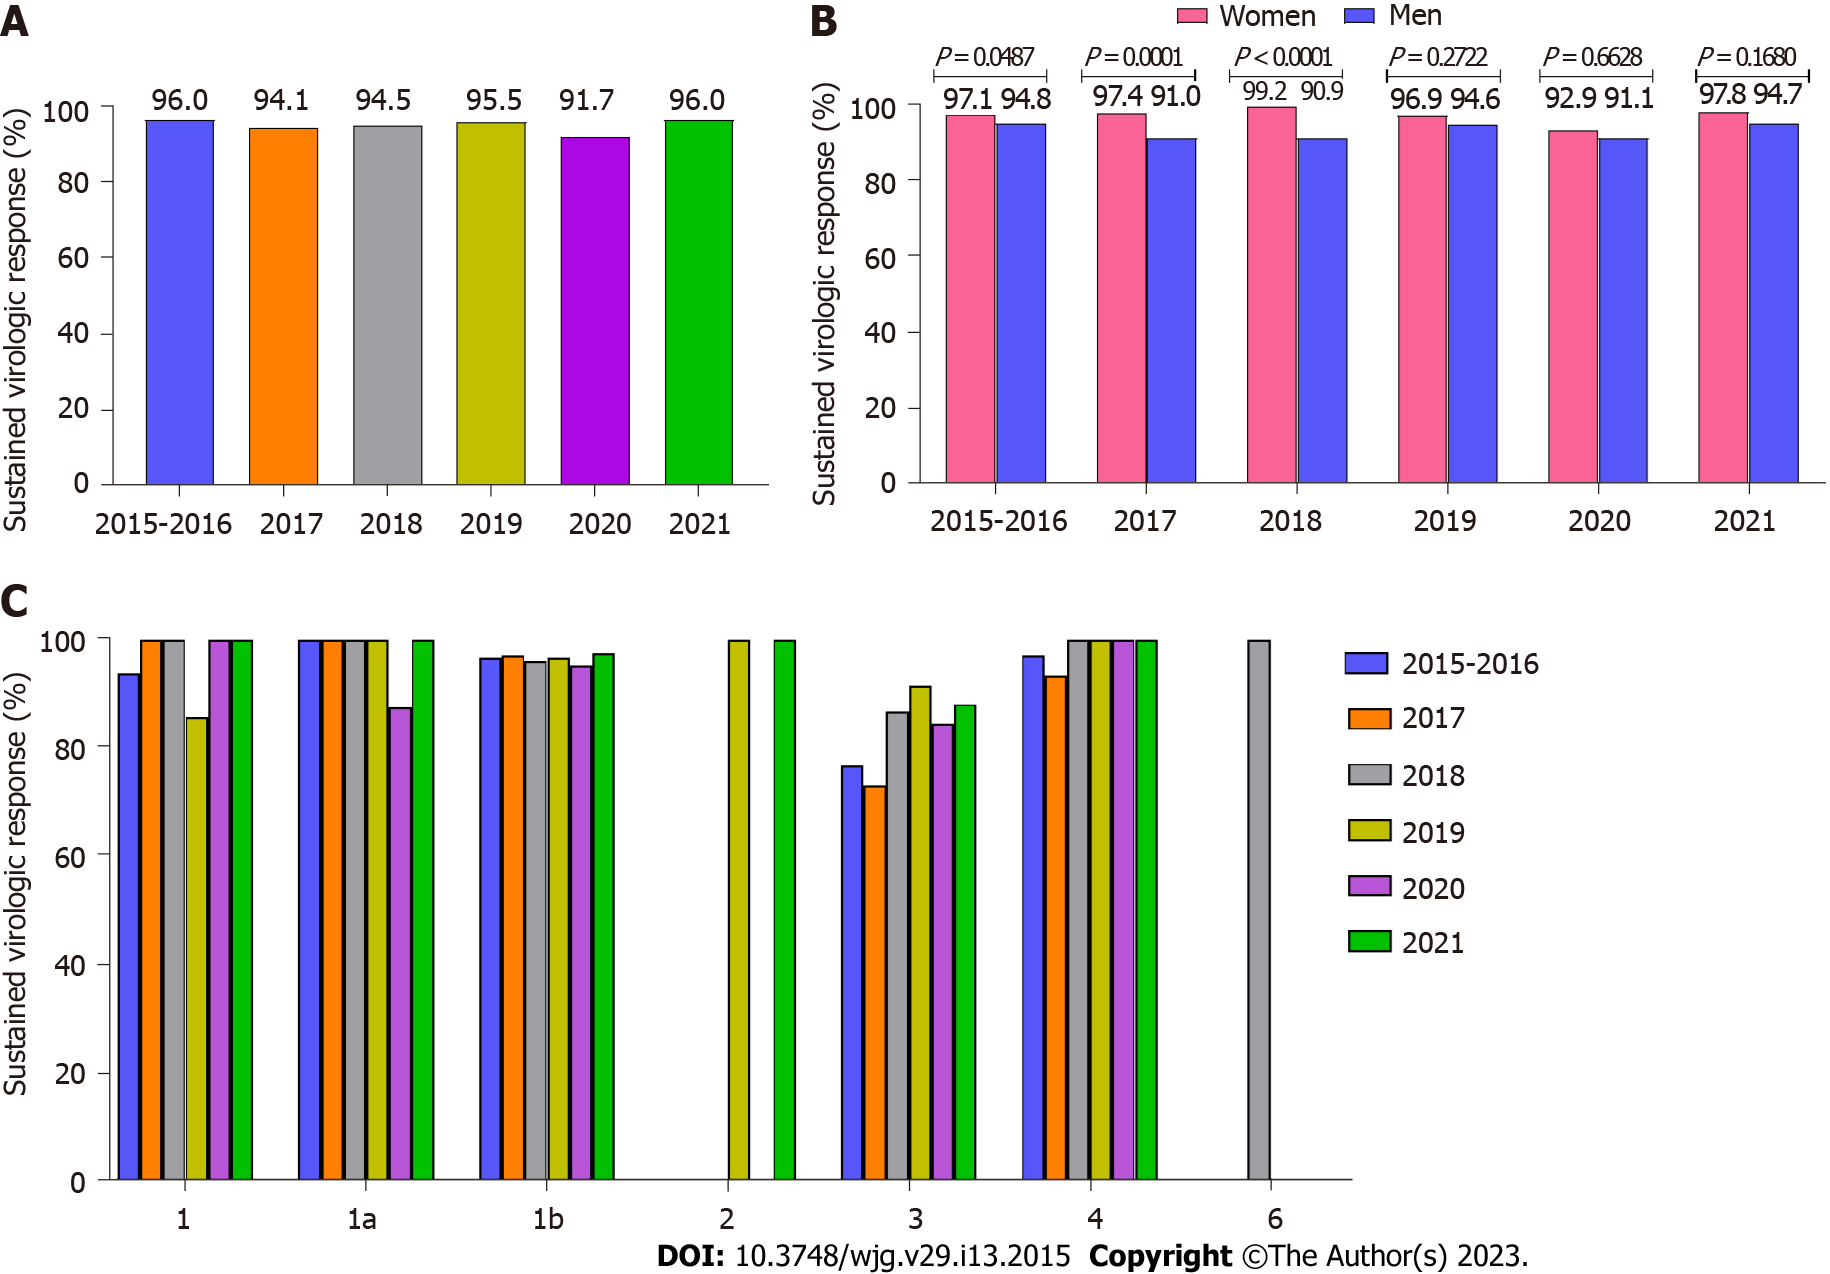 A
Sustained virologic response (%)
100
80
60
40
20
0
96.0 94.1 94.5 95.5 91.7 96.0
2015-2016 2017 2018 2019 2020 2021
B
Women Men
Sustained virologic response (%)
100
80
60
40
20
0
P = 0.0487 P = 0.0001 P < 0.0001 P = 0.2722 P = 0.6628 P = 0.1680
97.1 94.8 97.4 91.0 99.2 90.9 96.9 94.6 92.9 91.1 97.8 94.7
2015-2016 2017 2018 2019 2020 2021
C
Sustained virologic response (%)
100
80
60
40
20
0
1 1a 1b 2 3 4 6
2015-2016
2017
2018
2019
2020
2021
DOI: 10.3748/wjg.v29.i13.2015 Copyright ©The Author(s) 2023.